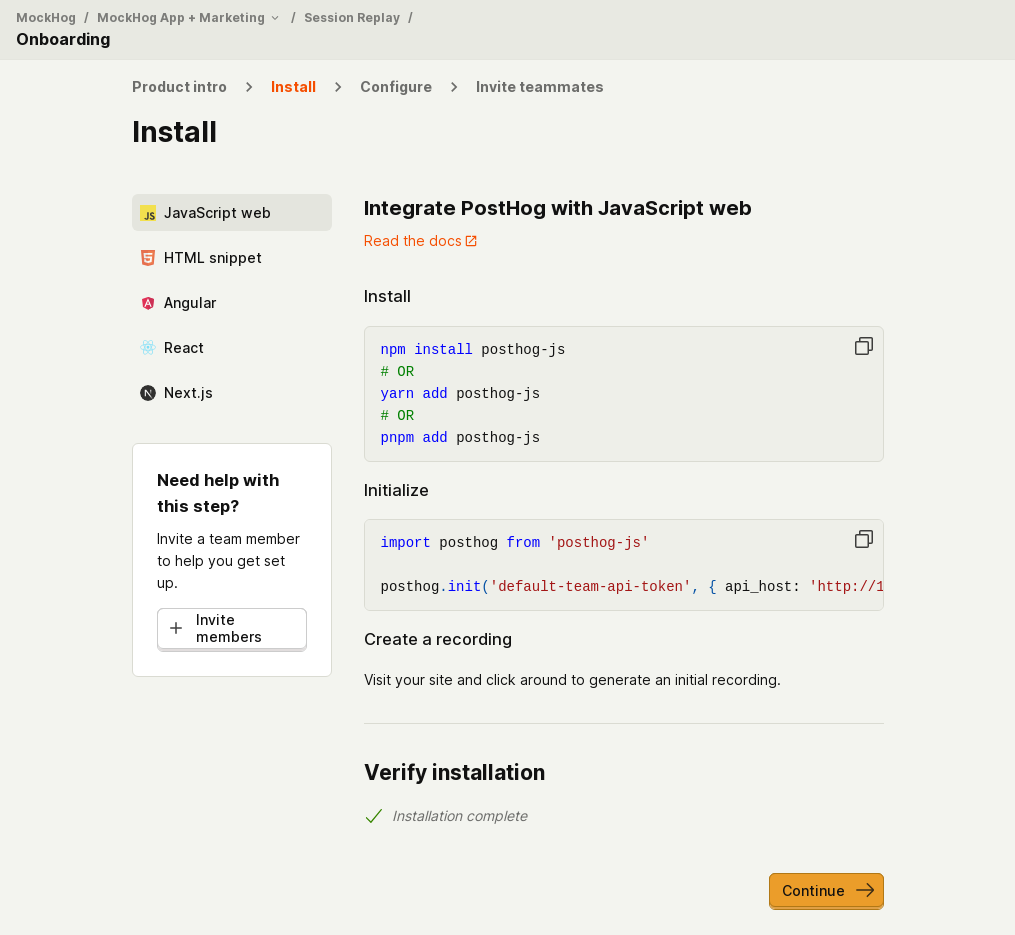 MockHog / MockHog App + Marketing / Session Replay /
Onboarding
Product intro > Install > Configure > Invite teammates
Install
JavaScript web
HTML snippet
Angular
React
Next.js
Need help with
this step?
Invite a team member
to help you get set
up.
Invite
members
Integrate PostHog with JavaScript web
Read the docs
Install
npm install posthog-js
# OR
yarn add posthog-js
# OR
pnpm add posthog-js
Initialize
import posthog from 'posthog-js'
posthog.init('default-team-api-token', { api_host: 'http://1
Create a recording
Visit your site and click around to generate an initial recording.
Verify installation
Installation complete
Continue